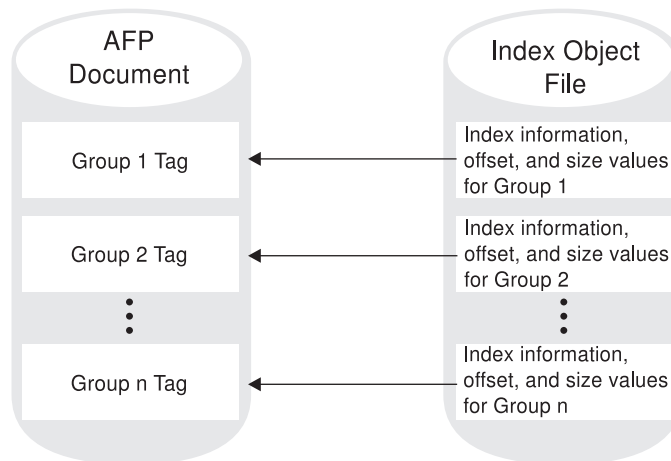 AFP
Document
Index Object
File
Group 1 Tag
Index information,
offset, and size values
for Group 1
Group 2 Tag
Index information,
offset, and size values
for Group 2
Group n Tag
Index information,
offset, and size values
for Group n